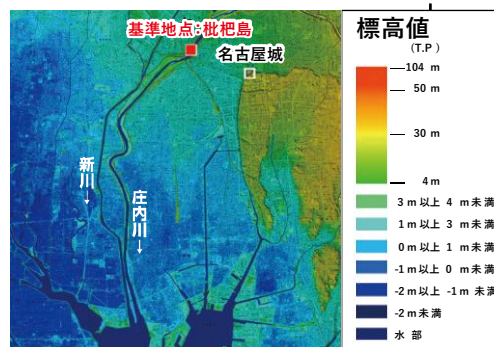 基準地点:枇杷島
名古屋城
新川→
庄内川→
標高値
(T.P)
104 m
50 m
30 m
4m
3m以上 4m未満
1m以上 3m未満
0m以上 1m未満
-1m以上 0m未満
-2m以上 -1m未満
-2m未満
水 部